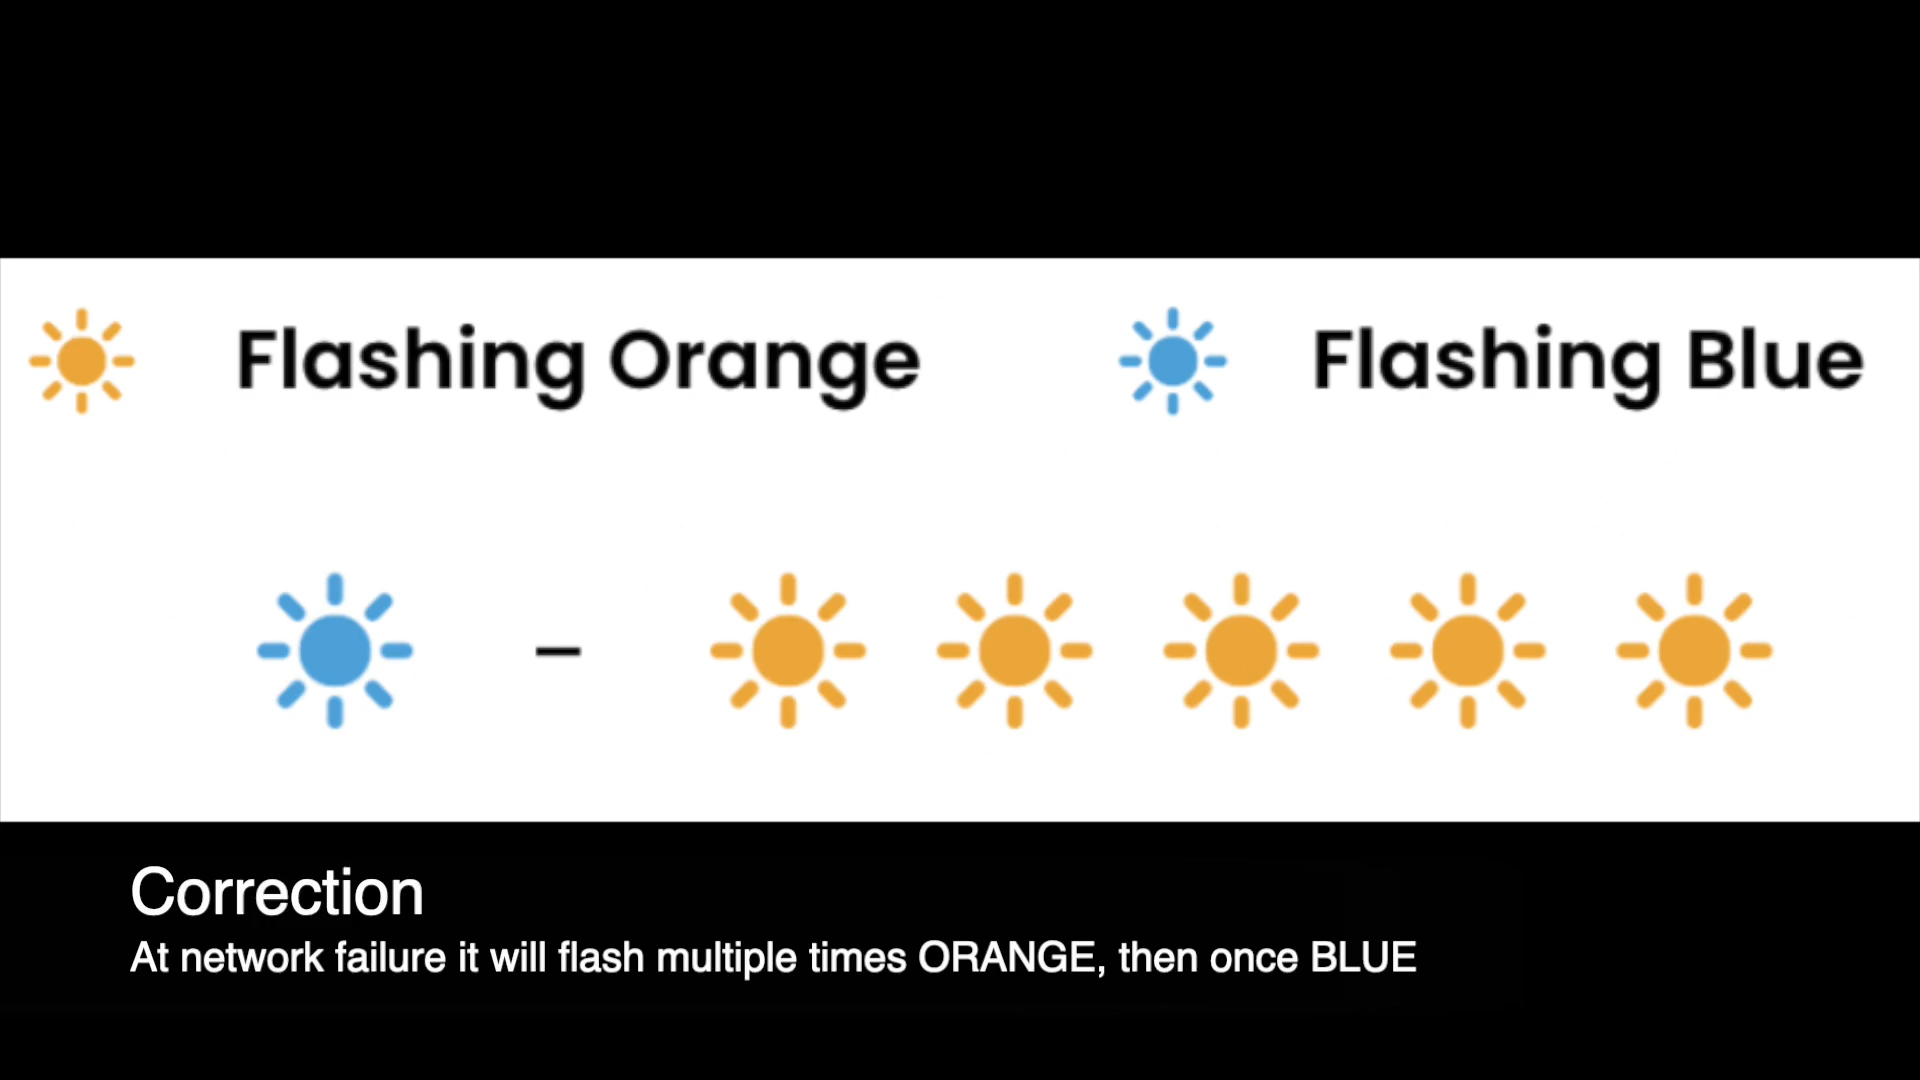 Flashing Orange Flashing Blue
–
Correction
At network failure it will flash multiple times ORANGE, then once BLUE